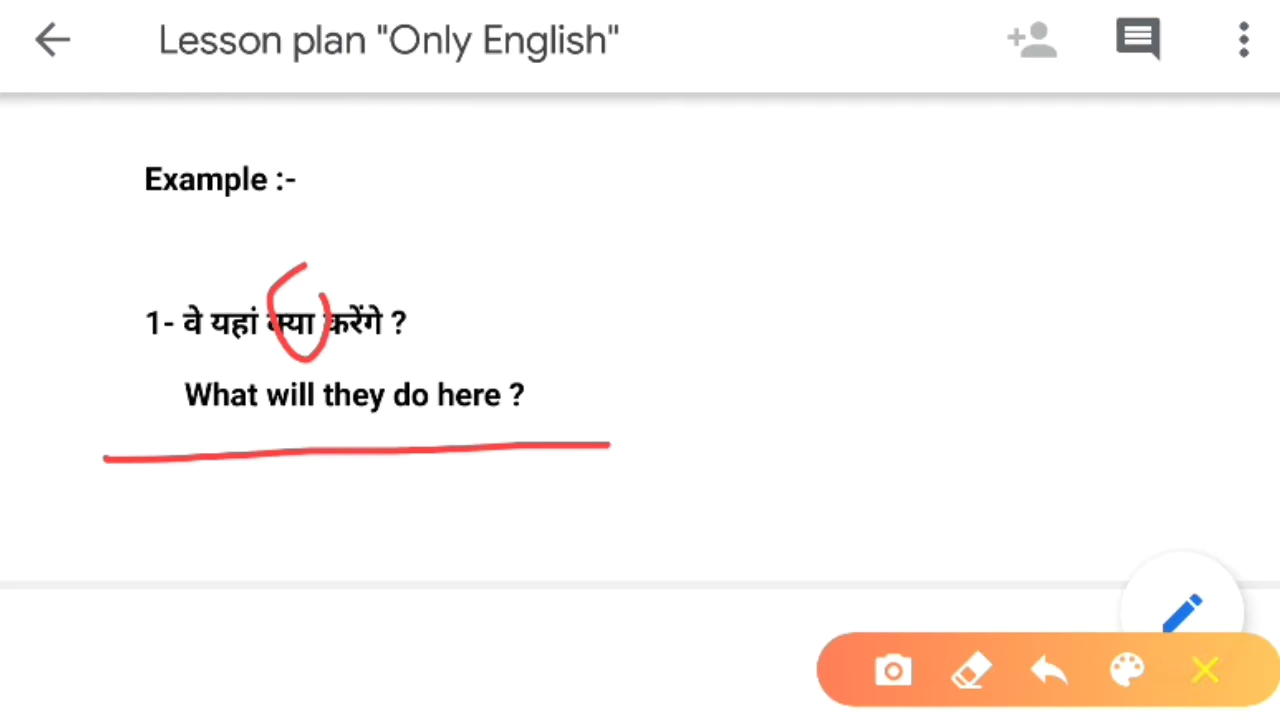 Lesson plan "Only English"
Example :-
1- वे यहां क्या करेंगे ?
What will they do here ?